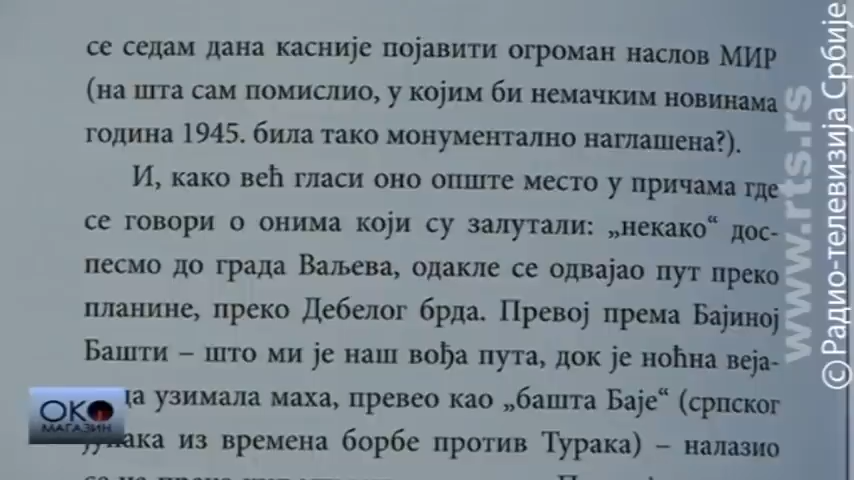 се седам дана касније појавити огроман наслов МИР
(на шта сам помислио, у којим би немачким новинама
година 1945. била тако монументално наглашена?).
И, како већ гласи оно опште место у причама где
се говори о онима који су залутали: „некако“ дос-
песмо до града Ваљева, одакле се одвајао пут преко
планине, преко Дебелог брда. Превој према Бајиној
Башти – што ми је наш вођа пута, док је ноћна веја-
узимала маха, превео као „башта Баје“ (српског
из времена борбе против Турака) – налазио
ОКО
МАГАЗИН
www.rts.rs
© Радио-телевизија Србије